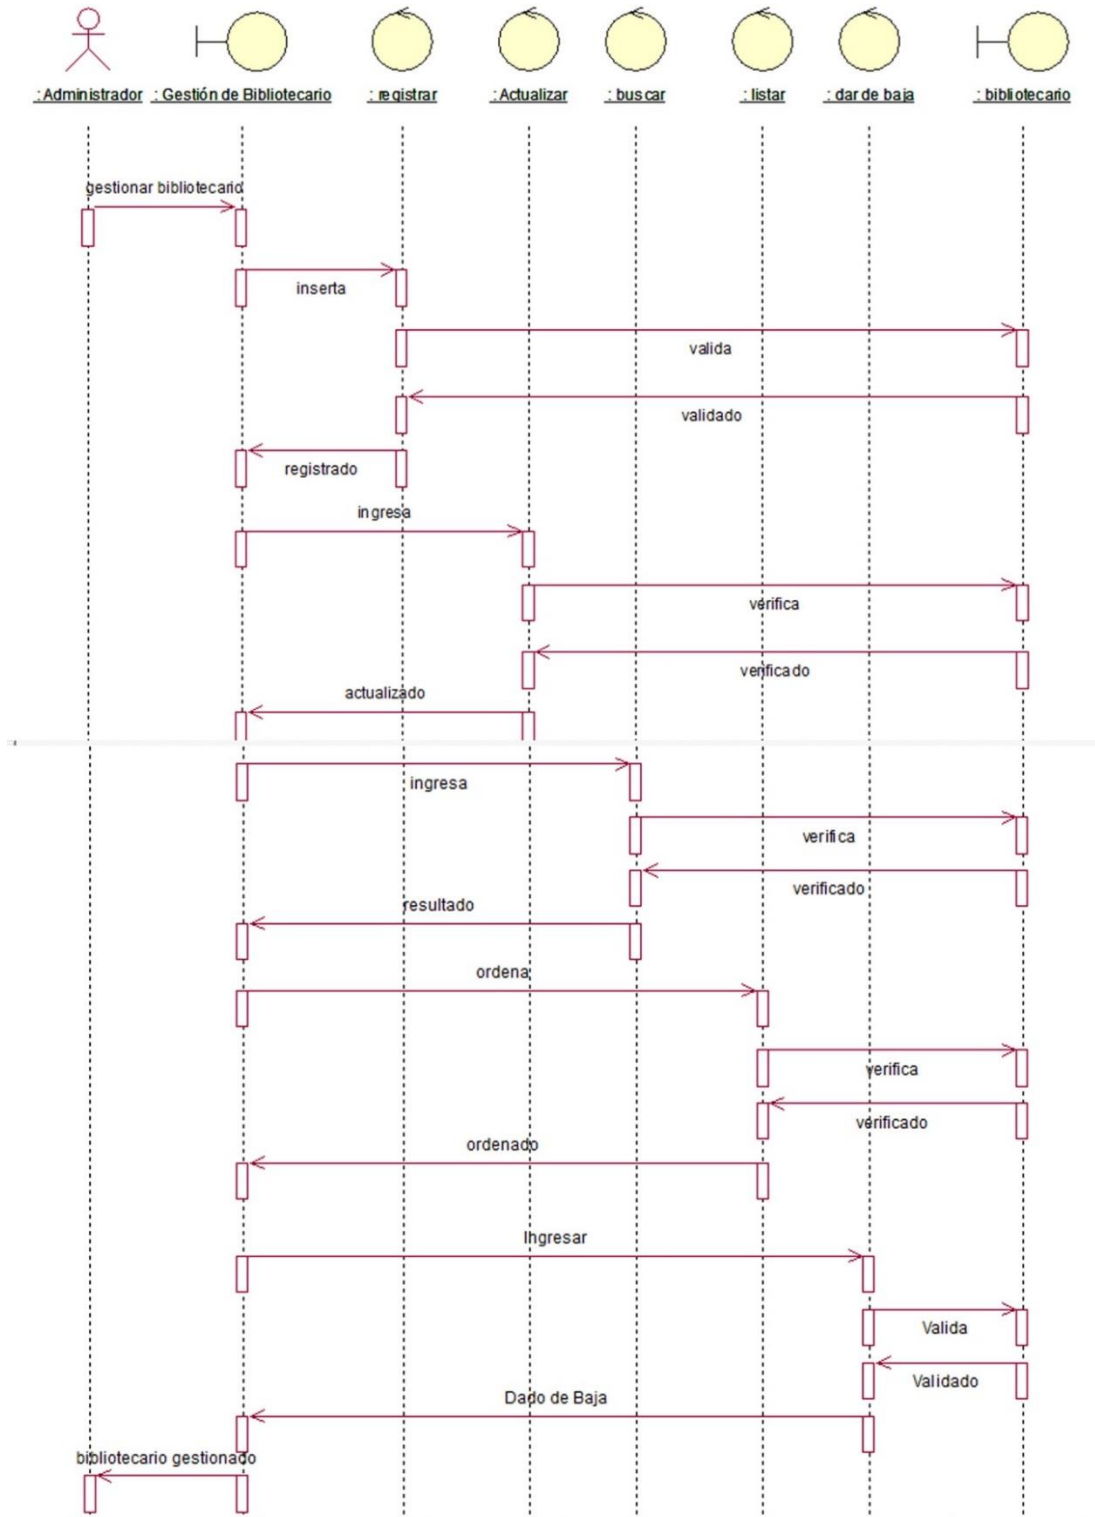 : Administrador
: Gestión de Bibliotecario
: registrar
: Actualizar
: buscar
: listar
: dar de baja
: bibliotecario
gestionar bibliotecario
inserta
valida
validado
registrado
ingresa
verifica
verificado
actualizado
ingresa
verifica
verificado
resultado
ordena
verifica
verificado
ordenado
Ingresar
Valida
Validado
Dado de Baja
bibliotecario gestionado